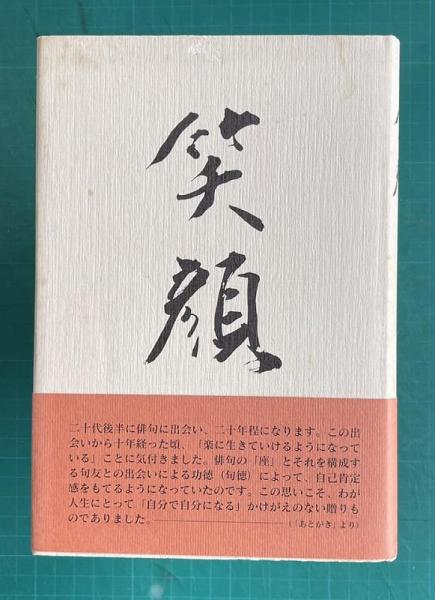 笑顔
二十代後半に俳句に出会い、二十年程になります。この出
会いから十年経った頃、「楽に生きていけるようになって
いる」ことに気付きました。俳句の「座」とそれを構成す
る句友との出会いによる功徳(句徳)によって、自己肯定
感をもてるようになっていたのです。この思いこそ、わが
人生にとって「自分で自分になる」かけがえのない贈りも
のでありました。————————(「あとがき」より)